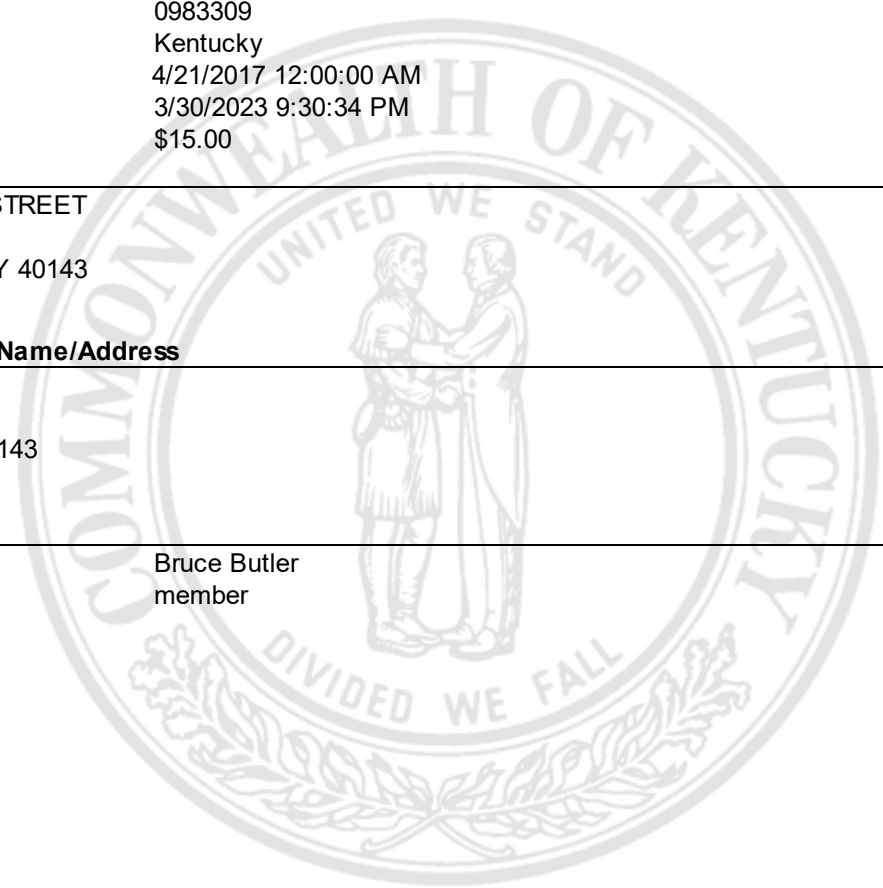 0983309
Kentucky
4/21/2017 12:00:00 AM
3/30/2023 9:30:34 PM
$15.00
STREET
Y 40143
Name/Address
143
Bruce Butler
member
COMMONWEALTH OF KENTUCKY
UNITED WE STAND
DIVIDED WE FALL